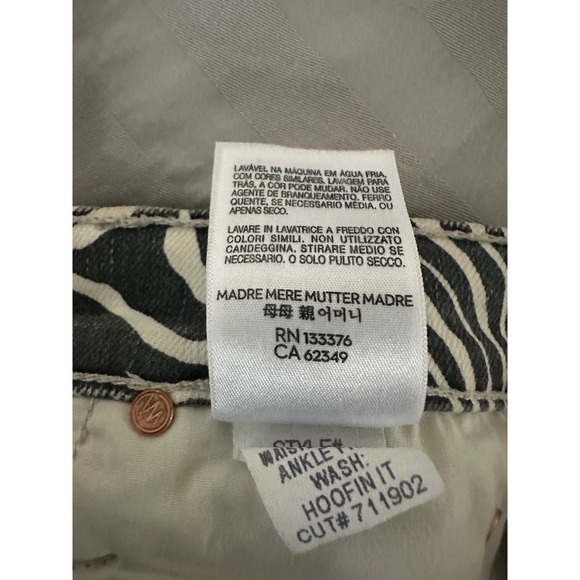 LAVÁVEL NA MÁQUINA EM ÁGUA FRIA,
COM CORES SIMILARES. LAVAGEM PARA
TRÁS, A COR PODE MUDAR. NÃO USE
AGENTE DE BRANQUEAMENTO. FERRO
QUENTE, SE NECESSÁRIO MÉDIA. OU
APENAS SECO.
LAVARE IN LAVATRICE A FREDDO CON
COLORI SIMILI. NON UTILIZZATO
CANDEGGINA. STIRARE MEDIO SE
NECESSARIO. O SOLO PULITO SECCO.
MADRE MERE MUTTER MADRE
母母 親 어머니
RN 133376
CA 62349
STYLE#
ANKLE
WASH:
HOOFIN IT
CUT# 711902